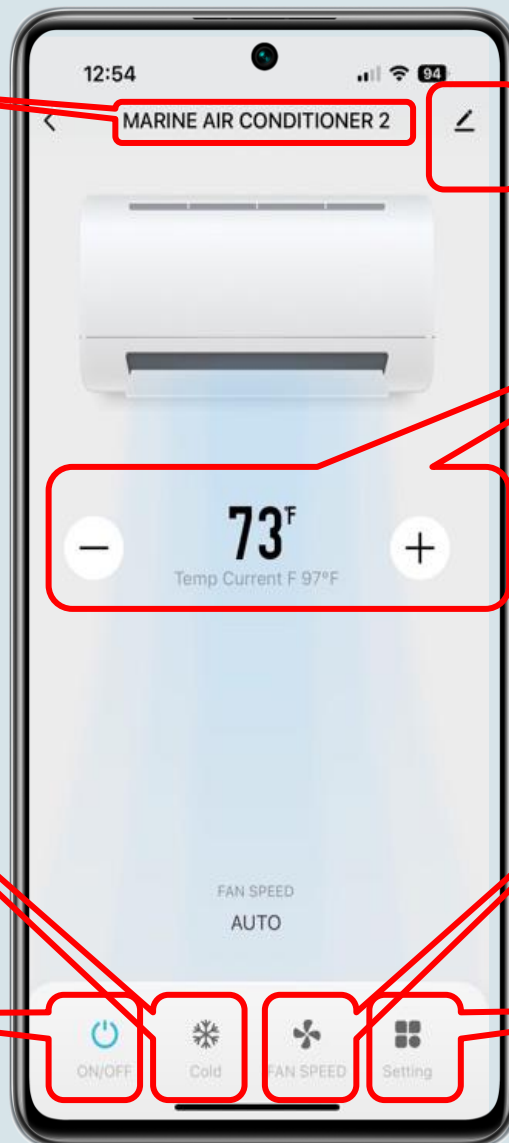 12:54
94
MARINE AIR CONDITIONER 2
73°F
Temp Current F 97°F
FAN SPEED
AUTO
ON/OFF
Cold
FAN SPEED
Setting